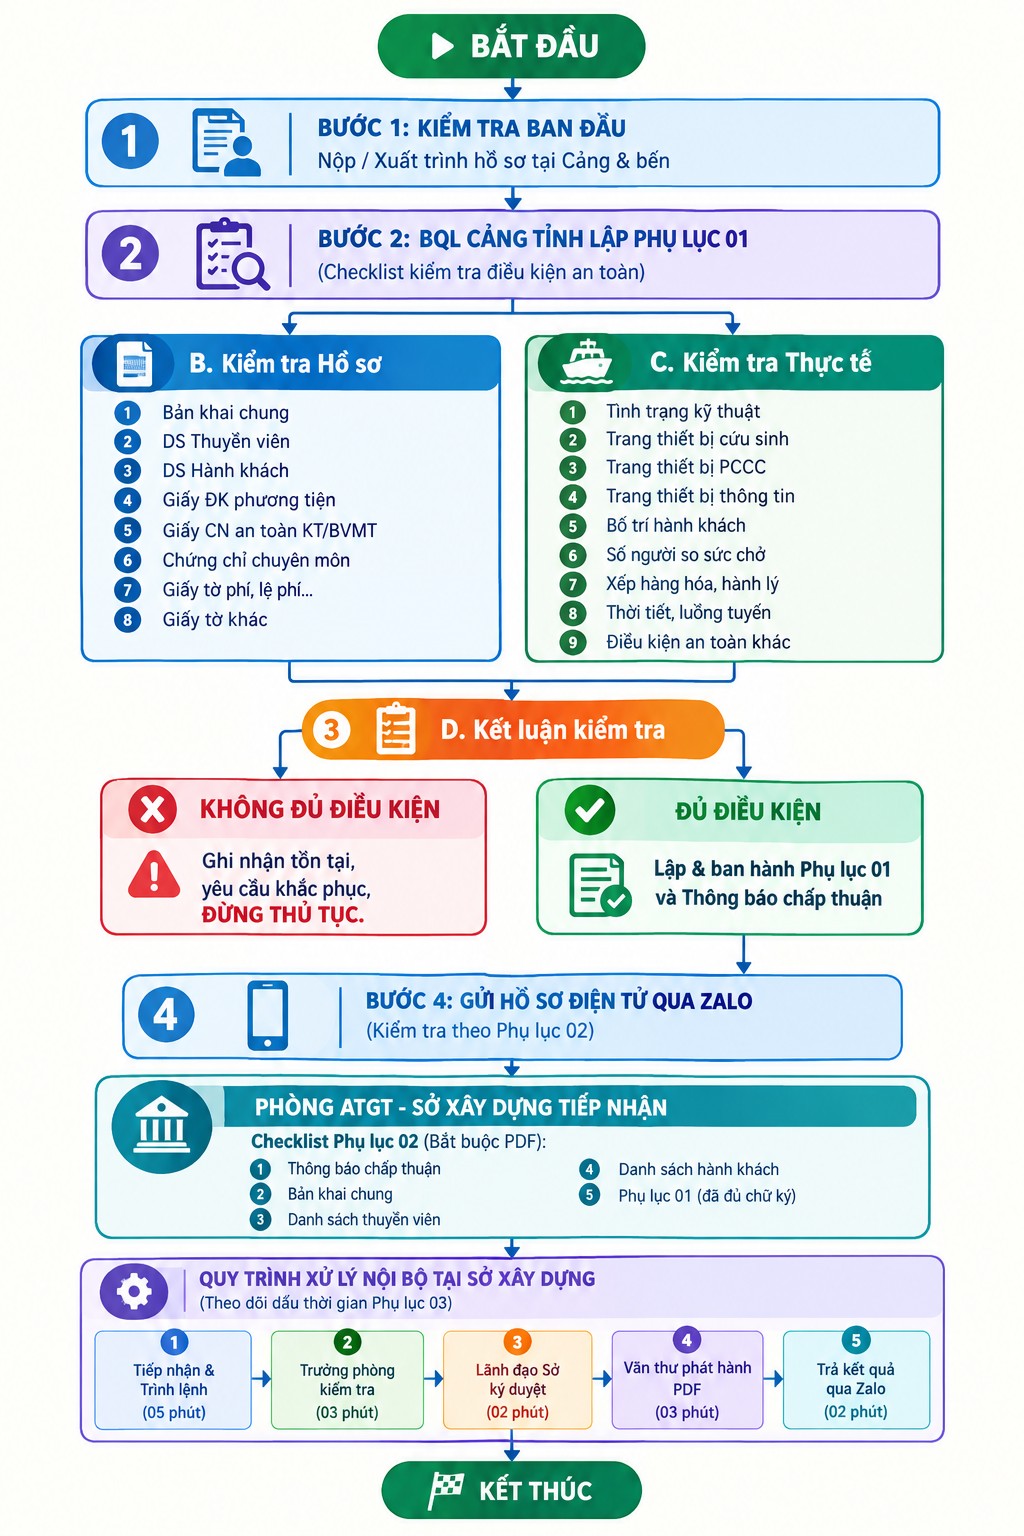 BẮT ĐẦU
1
BƯỚC 1: KIỂM TRA BAN ĐẦU
Nộp / Xuất trình hồ sơ tại Cảng & bến
2
BƯỚC 2: BQL CẢNG TỈNH LẬP PHỤ LỤC 01
(Checklist kiểm tra điều kiện an toàn)
B. Kiểm tra Hồ sơ
1 Bản khai chung
2 DS Thuyền viên
3 DS Hành khách
4 Giấy ĐK phương tiện
5 Giấy CN an toàn KT/BVMT
6 Chứng chỉ chuyên môn
7 Giấy tờ phí, lệ phí...
8 Giấy tờ khác
C. Kiểm tra Thực tế
1 Tình trạng kỹ thuật
2 Trang thiết bị cứu sinh
3 Trang thiết bị PCCC
4 Trang thiết bị thông tin
5 Bố trí hành khách
6 Số người so sức chở
7 Xếp hàng hóa, hành lý
8 Thời tiết, luồng tuyến
9 Điều kiện an toàn khác
3 D. Kết luận kiểm tra
KHÔNG ĐỦ ĐIỀU KIỆN
Ghi nhận tồn tại,
yêu cầu khắc phục,
ĐỪNG THỦ TỤC.
ĐỦ ĐIỀU KIỆN
Lập & ban hành Phụ lục 01
và Thông báo chấp thuận
4
BƯỚC 4: GỬI HỒ SƠ ĐIỆN TỬ QUA ZALO
(Kiểm tra theo Phụ lục 02)
PHÒNG ATGT - SỞ XÂY DỰNG TIẾP NHẬN
Checklist Phụ lục 02 (Bắt buộc PDF):
1 Thông báo chấp thuận
2 Bản khai chung
3 Danh sách thuyền viên
4 Danh sách hành khách
5 Phụ lục 01 (đã đủ chữ ký)
QUY TRÌNH XỬ LÝ NỘI BỘ TẠI SỞ XÂY DỰNG
(Theo dõi dấu thời gian Phụ lục 03)
1
Tiếp nhận &
Trình lệnh
(05 phút)
2
Trưởng phòng
kiểm tra
(03 phút)
3
Lãnh đạo Sở
ký duyệt
(02 phút)
4
Văn thư phát hành
PDF
(03 phút)
5
Trả kết quả
qua Zalo
(02 phút)
KẾT THÚC